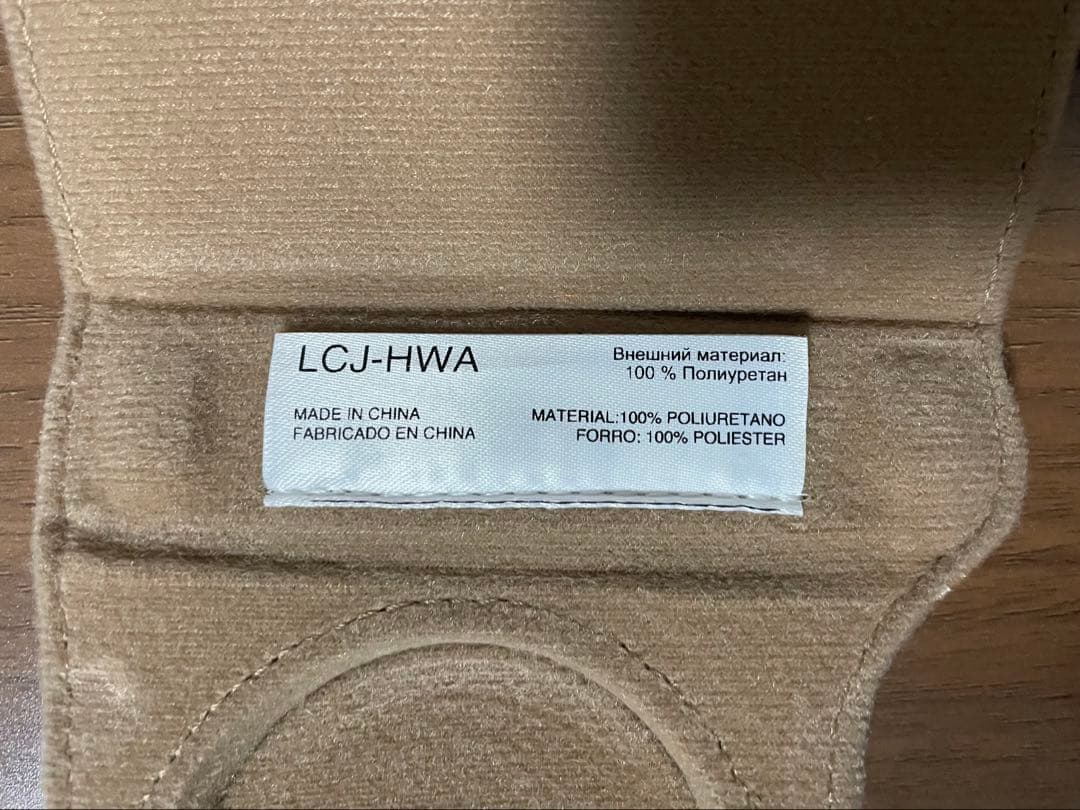 LCJ-HWA
Внешний материал:
100 % Полиуретан
MADE IN CHINA
FABRICADO EN CHINA
MATERIAL:100% POLIURETANO
FORRO: 100% POLIESTER